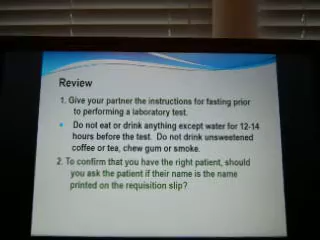 Review
1. Give your partner the instructions for fasting prior
to performing a laboratory test.
• Do not eat or drink anything except water for 12-14
hours before the test. Do not drink unsweetened
coffee or tea, chew gum or smoke.
2. To confirm that you have the right patient, should
you ask the patient if their name is the name
printed on the requisition slip?